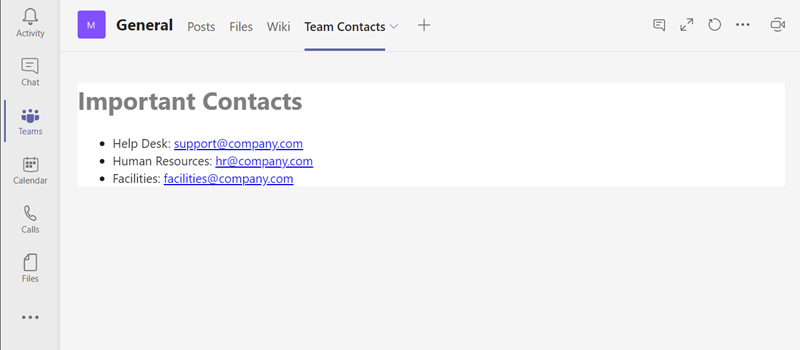 Activity
Chat
Teams
Calendar
Calls
Files
M General Posts Files Wiki Team Contacts
Important Contacts
Help Desk: support@company.com
Human Resources: hr@company.com
Facilities: facilities@company.com